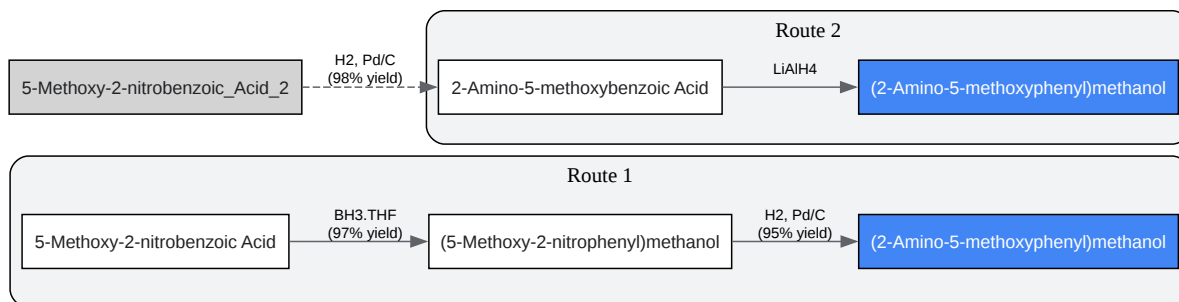 Route 2
5-Methoxy-2-nitrobenzoic_Acid_2
H2, Pd/C
(98% yield)
2-Amino-5-methoxybenzoic Acid
LiAlH4
(2-Amino-5-methoxyphenyl)methanol
Route 1
5-Methoxy-2-nitrobenzoic Acid
BH3.THF
(97% yield)
(5-Methoxy-2-nitrophenyl)methanol
H2, Pd/C
(95% yield)
(2-Amino-5-methoxyphenyl)methanol